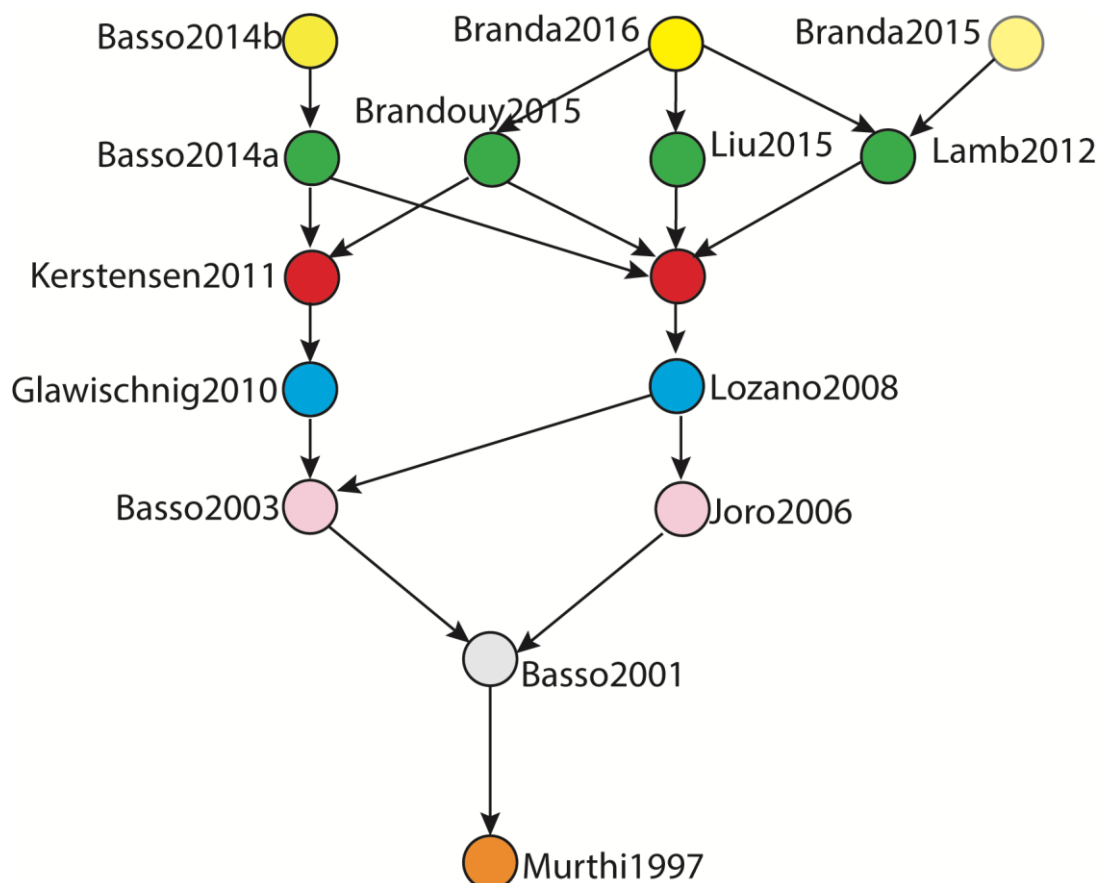 Basso2014b
Branda2016
Branda2015
Brandouy2015
Basso2014a
Liu2015
Lamb2012
Kerstensen2011
Glawischnig2010
Lozano2008
Basso2003
Joro2006
Basso2001
Murthi1997